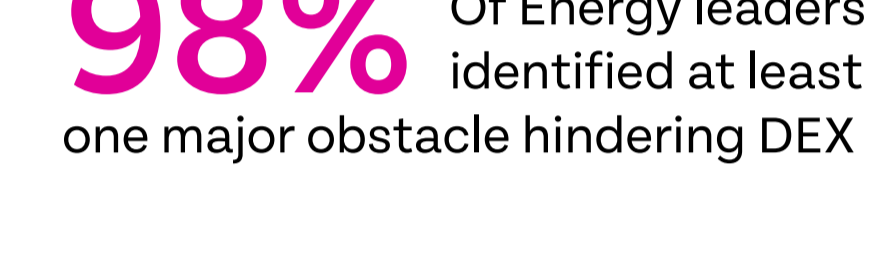 98% Of Energy leaders
identified at least
one major obstacle hindering DEX